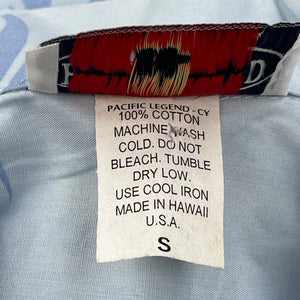 PACIFIC LEGEND - CY
100% COTTON
MACHINE WASH
COLD. DO NOT
BLEACH. TUMBLE
DRY LOW.
USE COOL IRON
MADE IN HAWAII
U.S.A.
S